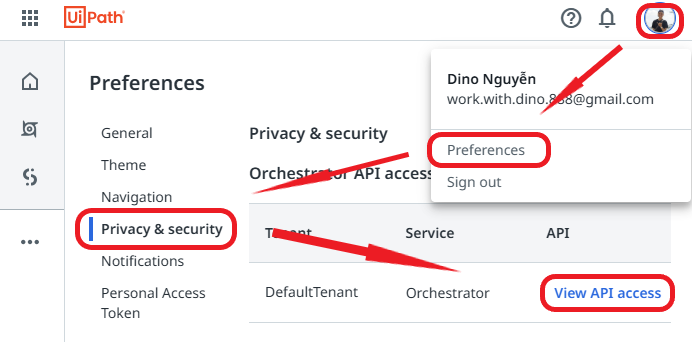 UiPath
Preferences
General
Theme
Navigation
Privacy & security
Notifications
Personal Access
Token
Privacy & security
Orchestrator API access
Tenant Service API
DefaultTenant Orchestrator View API access
Dino Nguyễn
work.with.dino.868@gmail.com
Preferences
Sign out